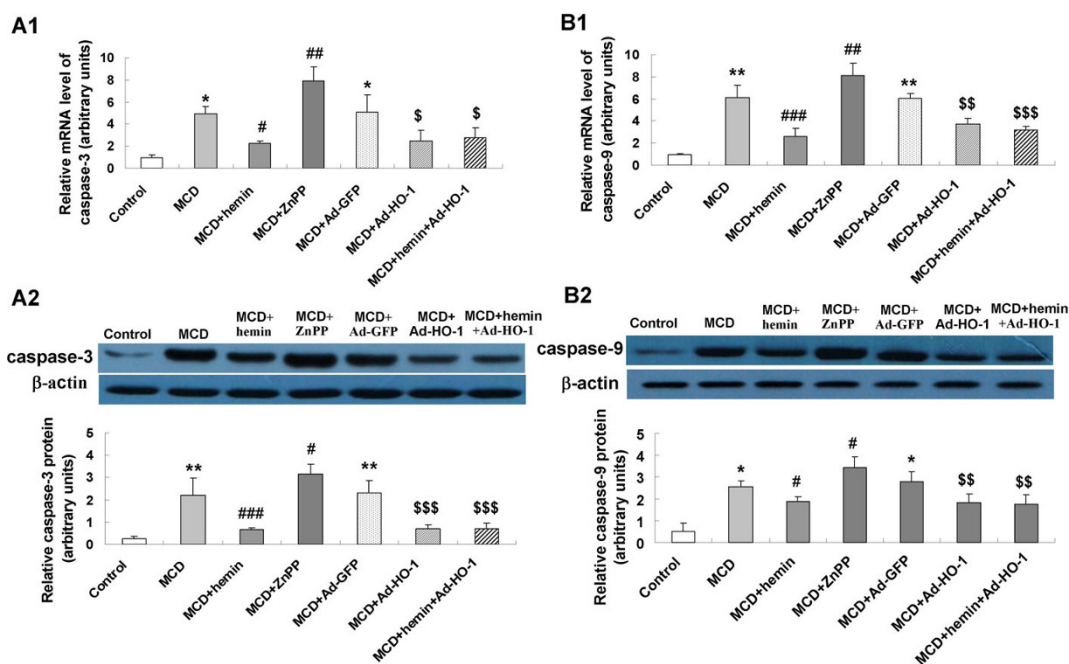 A1
Relative mRNA level of
caspase-3 (arbitrary units)
10
8
6
4
2
0
*
#
##
*
$
$
Control
MCD
MCD+hemin
MCD+ZnPP
MCD+Ad-GFP
MCD+Ad-HO-1
MCD+hemin+Ad-HO-1
B1
Relative mRNA level of
caspase-9 (arbitrary units)
10
8
6
4
2
0
**
###
##
**
$$
$$$
Control
MCD
MCD+hemin
MCD+ZnPP
MCD+Ad-GFP
MCD+Ad-HO-1
MCD+hemin+Ad-HO-1
A2
Control
MCD
MCD+
hemin
MCD+
ZnPP
MCD+
Ad-GFP
MCD+
Ad-HO-1
MCD+hemin
+Ad-HO-1
caspase-3
β-actin
Relative caspase-3 protein
(arbitrary units)
5
4
3
2
1
0
**
###
#
**
$$$
$$$
Control
MCD
MCD+hemin
MCD+ZnPP
MCD+Ad-GFP
MCD+Ad-HO-1
MCD+hemin+Ad-HO-1
B2
Control
MCD
MCD+
hemin
MCD+
ZnPP
MCD+
Ad-GFP
MCD+
Ad-HO-1
MCD+hemin
+Ad-HO-1
caspase-9
β-actin
Relative caspase-9 protein
(arbitrary units)
5
4
3
2
1
0
*
#
#
*
$$
$$
Control
MCD
MCD+hemin
MCD+ZnPP
MCD+Ad-GFP
MCD+Ad-HO-1
MCD+hemin+Ad-HO-1